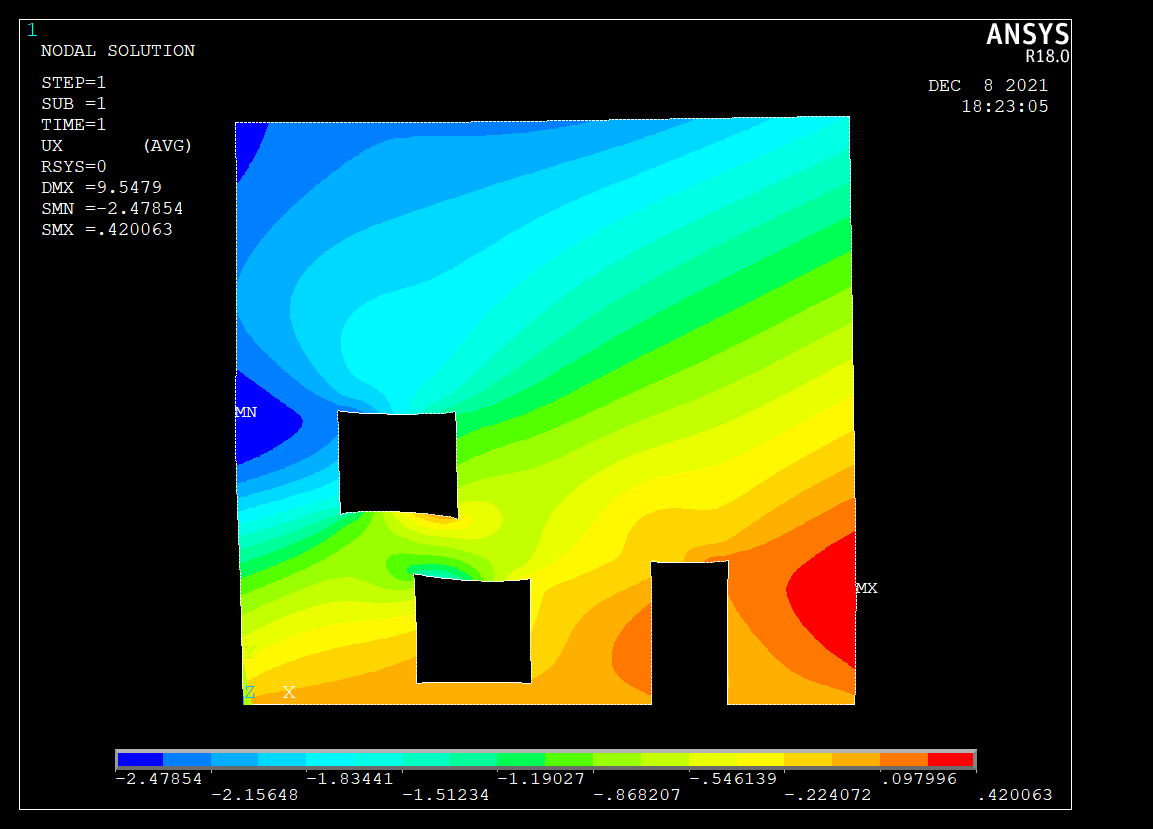 1
NODAL SOLUTION
STEP=1
SUB =1
TIME=1
UX (AVG)
RSYS=0
DMX =9.5479
SMN =-2.47854
SMX =.420063
ANSYS
R18.0
DEC 8 2021
18:23:05
MN
MX
Y
Z X
-2.47854 -1.83441 -1.19027 -.546139 .097996
-2.15648 -1.51234 -.868207 -.224072 .420063